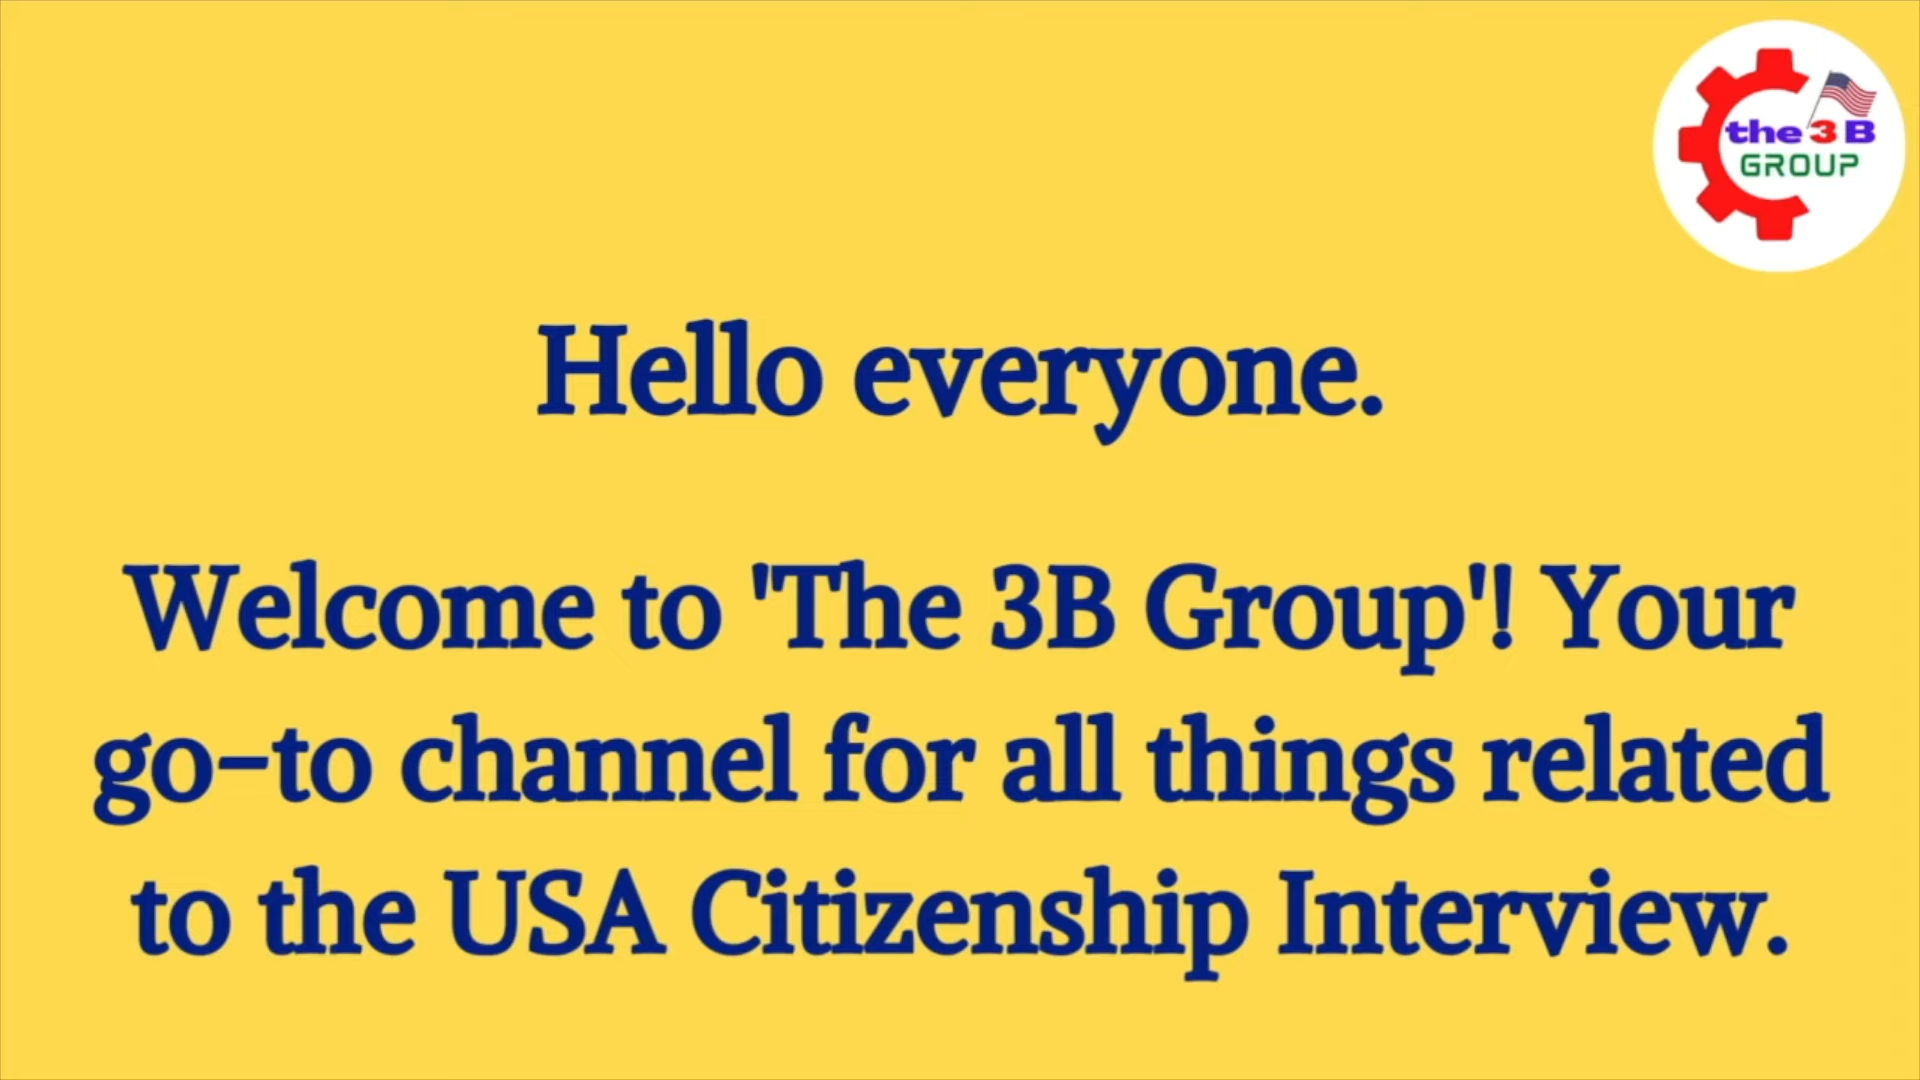 the 3 B
GROUP
Hello everyone.
Welcome to 'The 3B Group'! Your
go-to channel for all things related
to the USA Citizenship Interview.